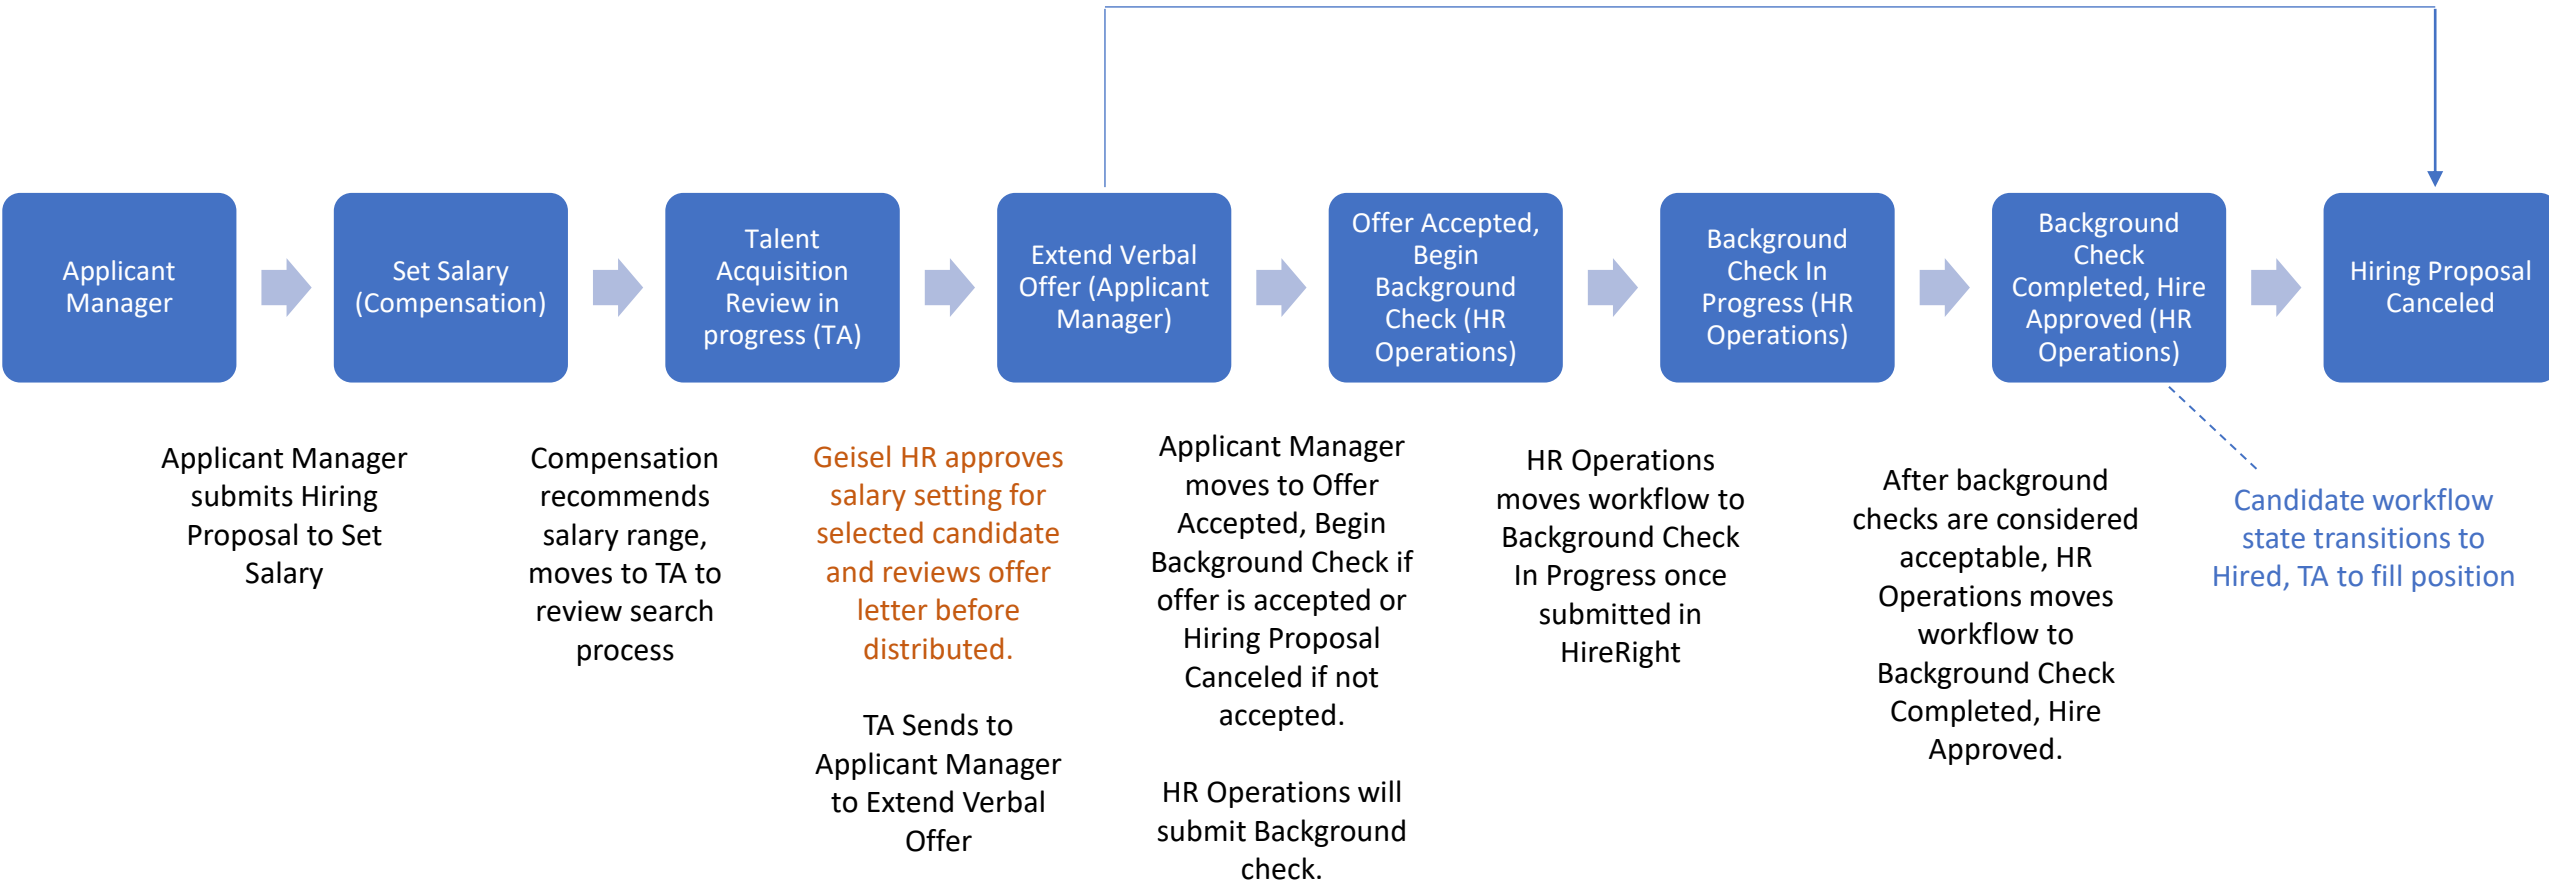 Applicant
Manager
Set Salary
(Compensation)
Talent
Acquisition
Review in
progress (TA)
Extend Verbal
Offer (Applicant
Manager)
Offer Accepted,
Begin
Background
Check (HR
Operations)
Background
Check In
Progress (HR
Operations)
Background
Check
Completed, Hire
Approved (HR
Operations)
Hiring Proposal
Canceled
Applicant Manager
submits Hiring
Proposal to Set
Salary
Compensation
recommends
salary range,
moves to TA to
review search
process
Geisel HR approves
salary setting for
selected candidate
and reviews offer
letter before
distributed.
TA Sends to
Applicant Manager
to Extend Verbal
Offer
Applicant Manager
moves to Offer
Accepted, Begin
Background Check if
offer is accepted or
Hiring Proposal
Canceled if not
accepted.
HR Operations will
submit Background
check.
HR Operations
moves workflow to
Background Check
In Progress once
submitted in
HireRight
After background
checks are considered
acceptable, HR
Operations moves
workflow to
Background Check
Completed, Hire
Approved.
Candidate workflow
state transitions to
Hired, TA to fill position